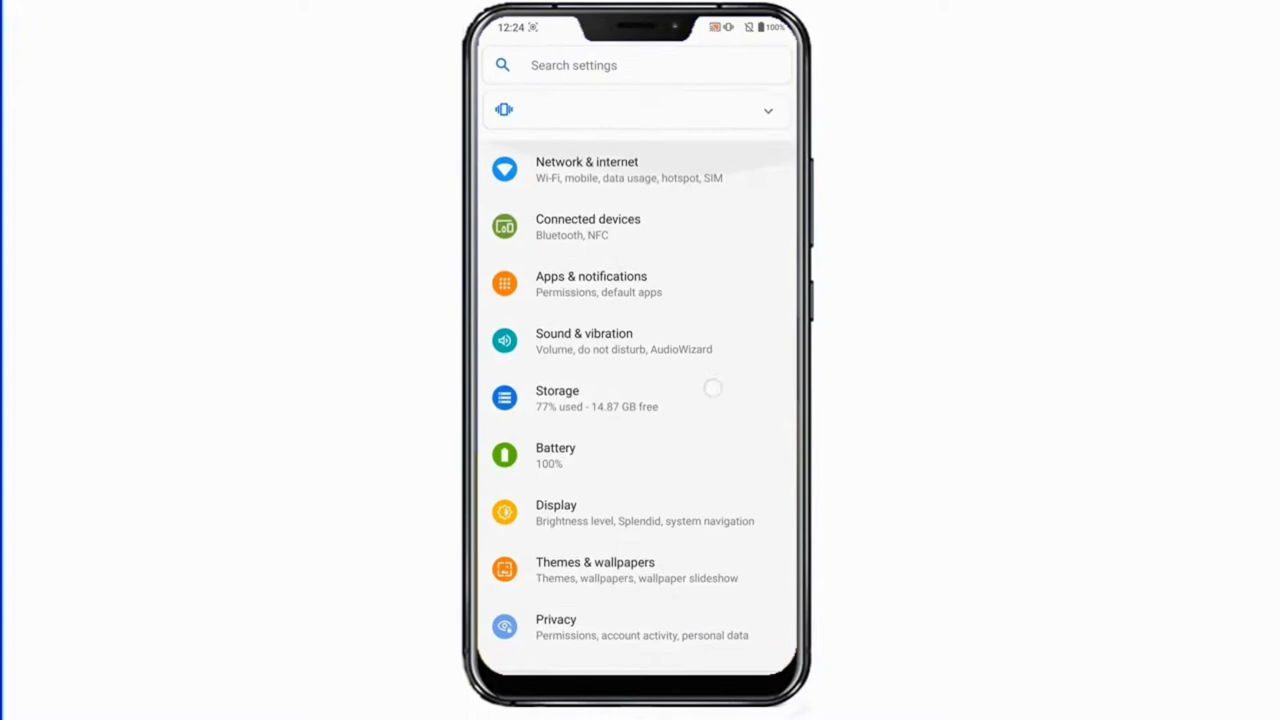 12:24
100%
Search settings
Network & internet
Wi-Fi, mobile, data usage, hotspot, SIM
Connected devices
Bluetooth, NFC
Apps & notifications
Permissions, default apps
Sound & vibration
Volume, do not disturb, AudioWizard
Storage
77% used - 14.87 GB free
Battery
100%
Display
Brightness level, Splendid, system navigation
Themes & wallpapers
Themes, wallpapers, wallpaper slideshow
Privacy
Permissions, account activity, personal data